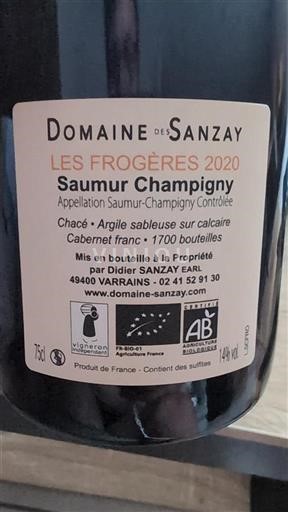 DOMAINE DES SANZAY
LES FROGÈRES 2020
Saumur Champigny
Appellation Saumur-Champigny Contrôlée
Chacé • Argile sableuse sur calcaire
Cabernet franc • 1700 bouteilles
VINIOU
Mis en bouteille à la Propriété
par Didier SANZAY EARL
49400 VARRAINS - 02 41 52 91 30
www.domaine-sanzay.com
75cl
vigneron
indépendant
FR-BIO-01
Agriculture France
CERTIFIÉ
AB
AGRICULTURE
BIOLOGIQUE
14% vol.
Produit de France - Contient des sulfites